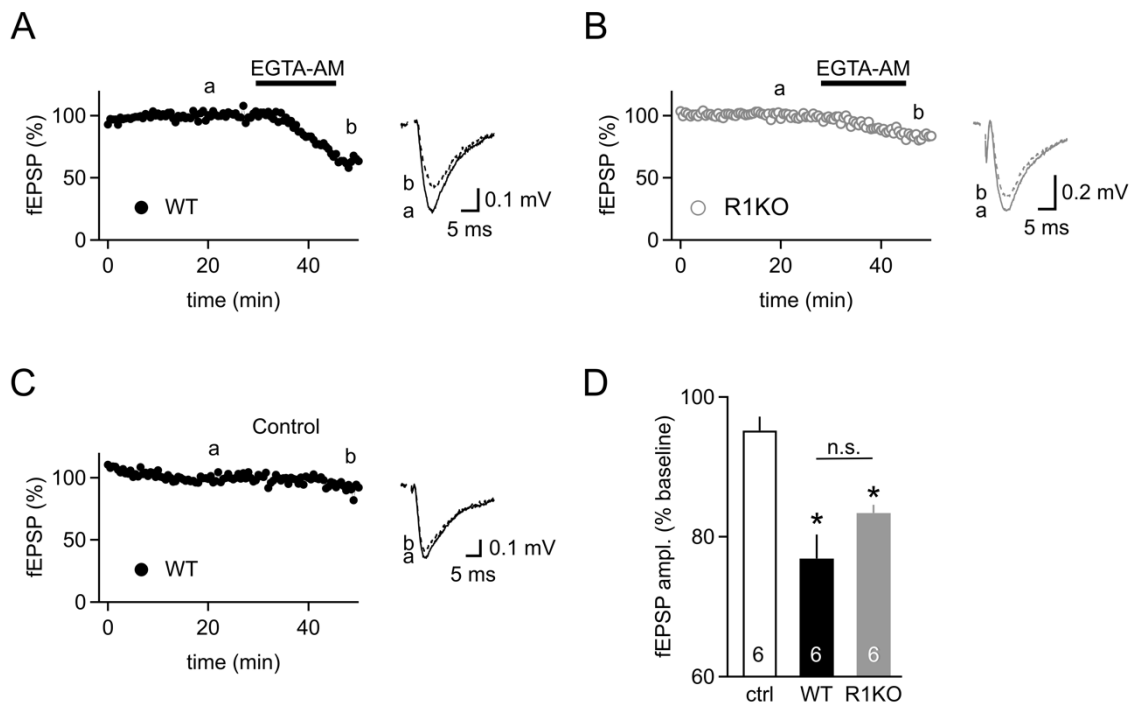 A
EGTA-AM
a
b
100
50
0
fEPSP (%)
WT
0
20
40
time (min)
b
a
0.1 mV
5 ms
B
EGTA-AM
a
b
100
50
0
fEPSP (%)
R1KO
0
20
40
time (min)
b
a
0.2 mV
5 ms
C
Control
a
b
100
50
0
fEPSP (%)
WT
0
20
40
time (min)
b
a
0.1 mV
5 ms
D
100
80
60
fEPSP ampl. (% baseline)
n.s.
*
*
6
6
6
ctrl
WT
R1KO